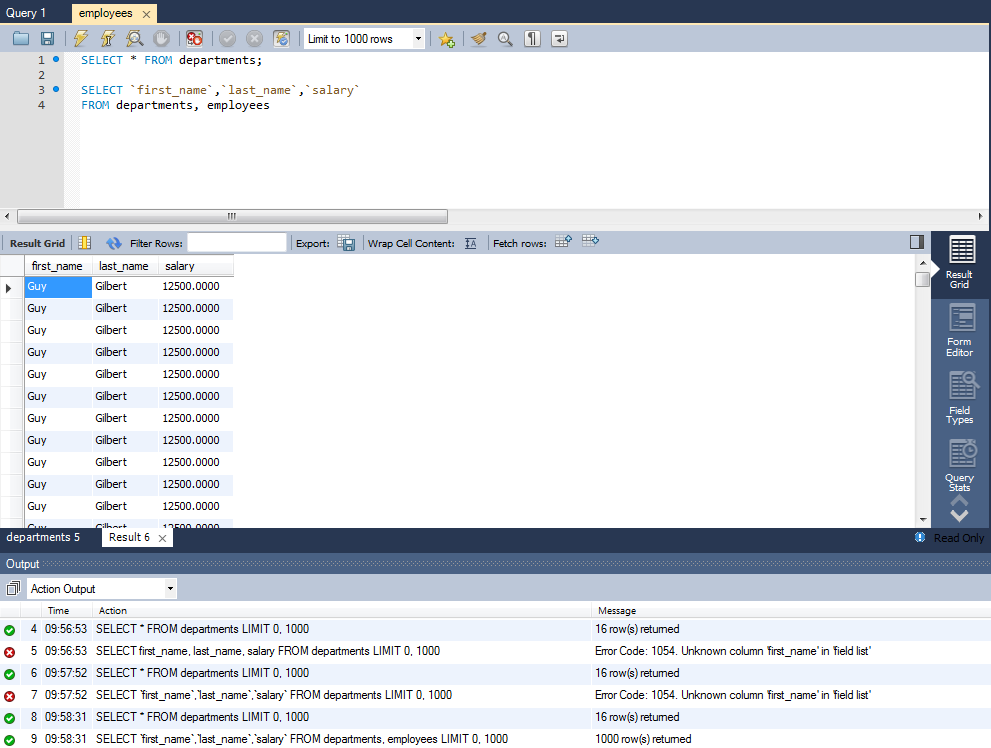 Query 1 employees
Limit to 1000 rows
1 SELECT * FROM departments;
2
3 SELECT `first_name`,`last_name`,`salary`
4 FROM departments, employees
Result Grid Filter Rows: Export: Wrap Cell Content: Fetch rows:
first_name last_name salary
Guy Gilbert 12500.0000
Guy Gilbert 12500.0000
Guy Gilbert 12500.0000
Guy Gilbert 12500.0000
Guy Gilbert 12500.0000
Guy Gilbert 12500.0000
Guy Gilbert 12500.0000
Guy Gilbert 12500.0000
Guy Gilbert 12500.0000
Guy Gilbert 12500.0000
Guy Gilbert 12500.0000
Guy Gilbert 12500.0000
Result
Grid
Form
Editor
Field
Types
Query
Stats
departments 5 Result 6 Read Only
Output
Action Output
Time Action Message
4 09:56:53 SELECT * FROM departments LIMIT 0, 1000 16 row(s) returned
5 09:56:53 SELECT first_name, last_name, salary FROM departments LIMIT 0, 1000 Error Code: 1054. Unknown column 'first_name' in 'field list'
6 09:57:52 SELECT * FROM departments LIMIT 0, 1000 16 row(s) returned
7 09:57:52 SELECT `first_name`,`last_name`,`salary` FROM departments LIMIT 0, 1000 Error Code: 1054. Unknown column 'first_name' in 'field list'
8 09:58:31 SELECT * FROM departments LIMIT 0, 1000 16 row(s) returned
9 09:58:31 SELECT `first_name`,`last_name`,`salary` FROM departments, employees LIMIT 0, 1000 1000 row(s) returned